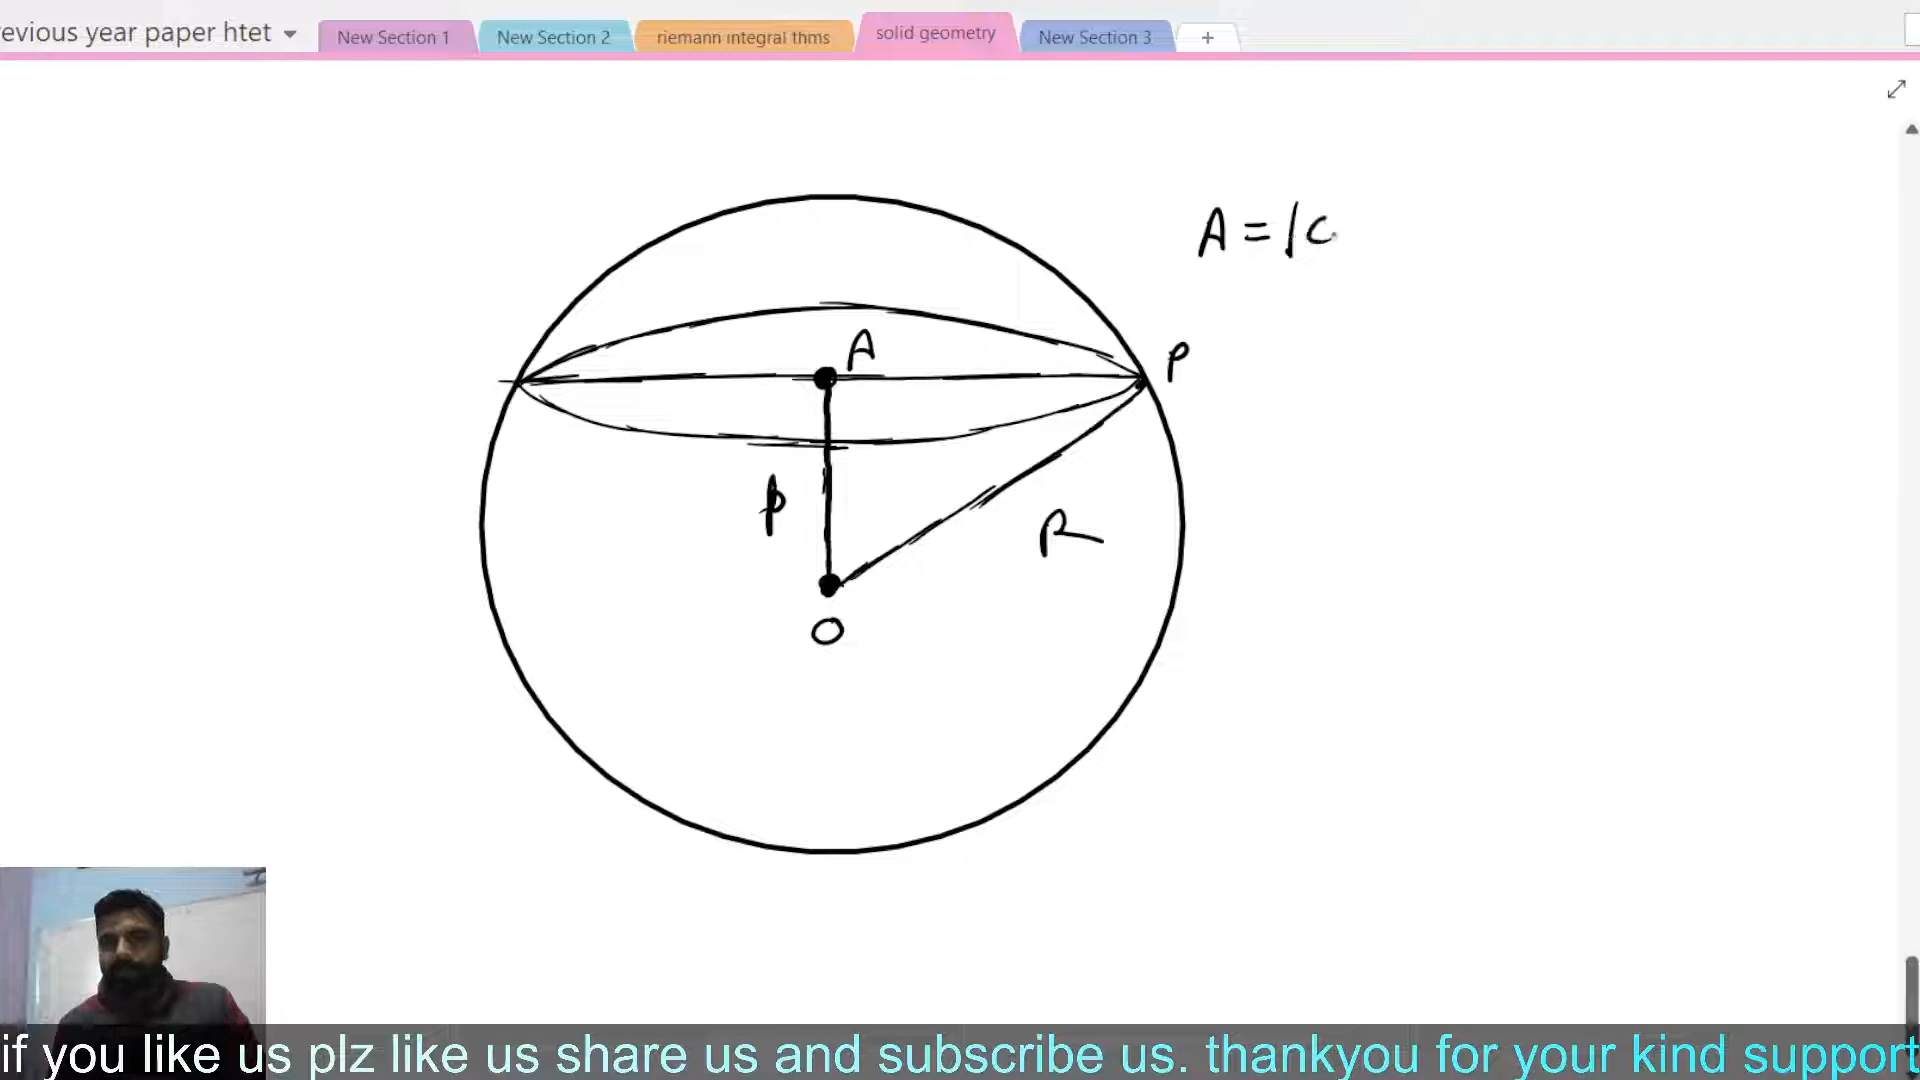 evious year paper htet
New Section 1
New Section 2
riemann integral thms
solid geometry
New Section 3
+
A = | C
A
P
p
R
O
if you like us plz like us share us and subscribe us. thankyou for your kind support